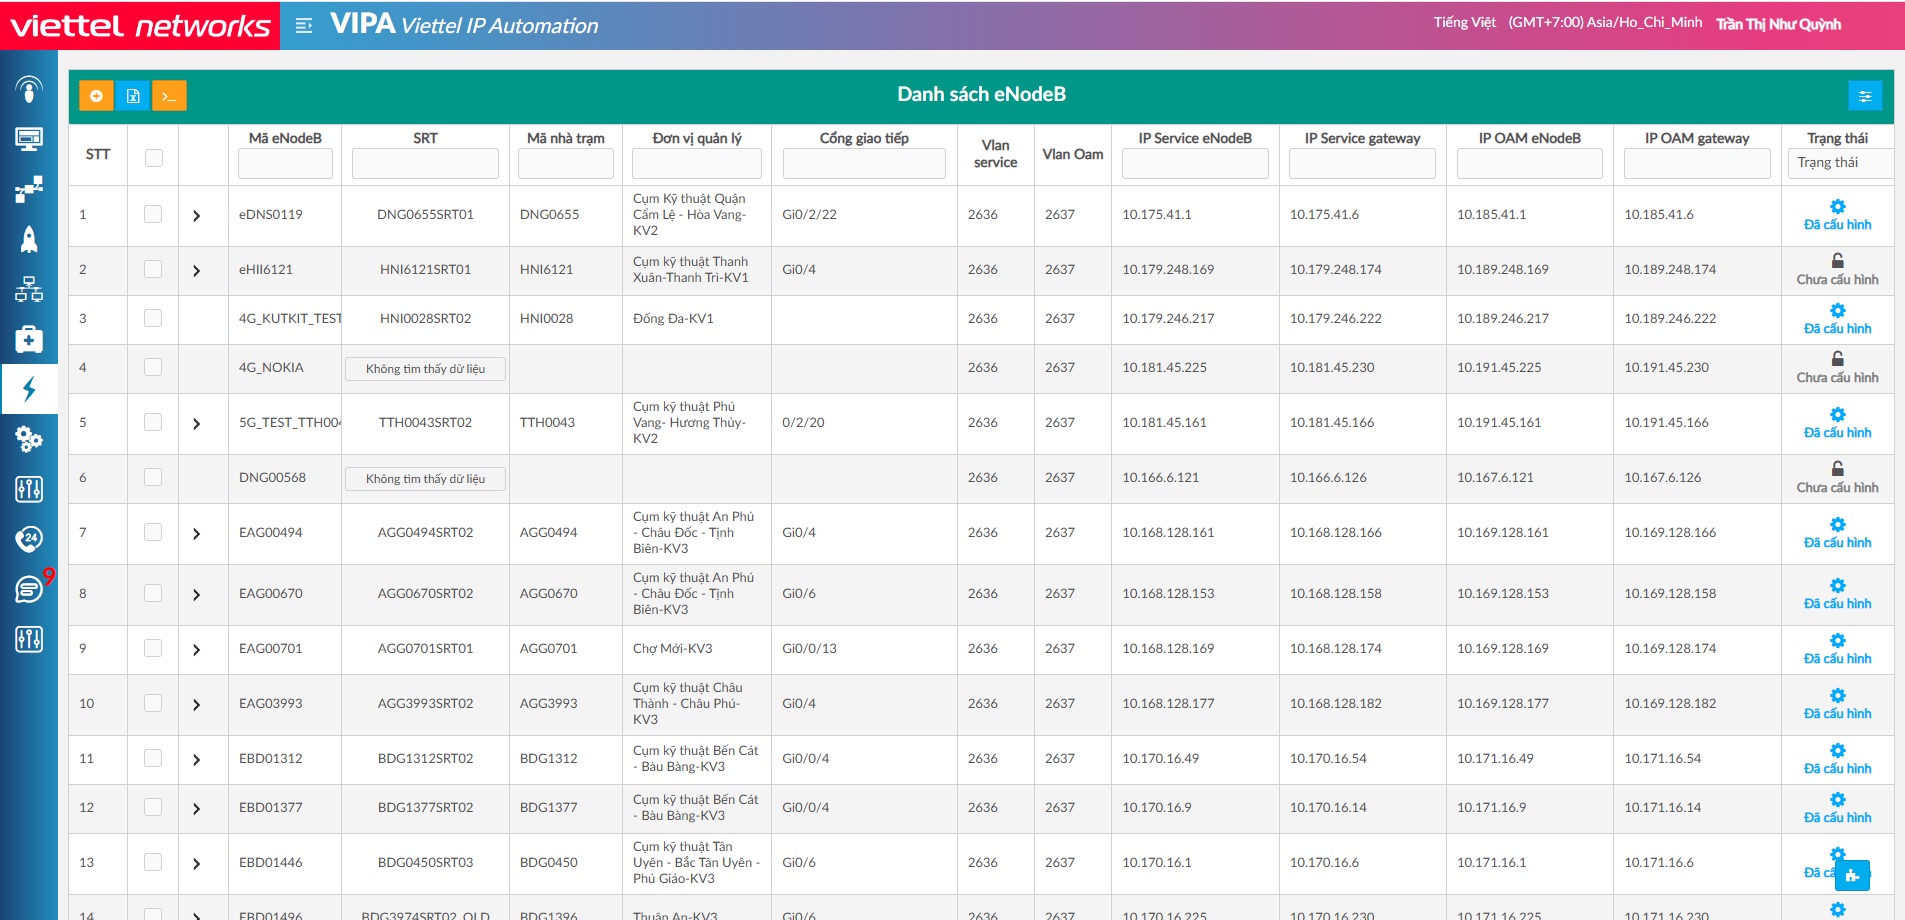 viettel networks
VIPA Viettel IP Automation
Tiếng Việt (GMT+7:00) Asia/Ho_Chi_Minh Trần Thị Như Quỳnh
Danh sách eNodeB
STT Mã eNodeB SRT Mã nhà trạm Đơn vị quản lý Cổng giao tiếp Vlan service Vlan Oam IP Service eNodeB IP Service gateway IP OAM eNodeB IP OAM gateway Trạng thái
Trạng thái
1 eDNS0119 DNG0655SRT01 DNG0655 Cụm Kỹ thuật Quận Cẩm Lệ - Hòa Vang-KV2 Gi0/2/22 2636 2637 10.175.41.1 10.175.41.6 10.185.41.1 10.185.41.6 Đã cấu hình
2 eHII6121 HNI6121SRT01 HNI6121 Cụm kỹ thuật Thanh Xuân-Thanh Trì-KV1 Gi0/4 2636 2637 10.179.248.169 10.179.248.174 10.189.248.169 10.189.248.174 Chưa cấu hình
3 4G_KUTKIT_TEST HNI0028SRT02 HNI0028 Đống Đa-KV1 2636 2637 10.179.246.217 10.179.246.222 10.189.246.217 10.189.246.222 Đã cấu hình
4 4G_NOKIA Không tìm thấy dữ liệu 2636 2637 10.181.45.225 10.181.45.230 10.191.45.225 10.191.45.230 Chưa cấu hình
5 5G_TEST_TTH004 TTH0043SRT02 TTH0043 Cụm kỹ thuật Phú Vang- Hương Thủy-KV2 0/2/20 2636 2637 10.181.45.161 10.181.45.166 10.191.45.161 10.191.45.166 Đã cấu hình
6 DNG00568 Không tìm thấy dữ liệu 2636 2637 10.166.6.121 10.166.6.126 10.167.6.121 10.167.6.126 Chưa cấu hình
7 EAG00494 AGG0494SRT02 AGG0494 Cụm kỹ thuật An Phú - Châu Đốc - Tịnh Biên-KV3 Gi0/4 2636 2637 10.168.128.161 10.168.128.166 10.169.128.161 10.169.128.166 Đã cấu hình
8 EAG00670 AGG0670SRT02 AGG0670 Cụm kỹ thuật An Phú - Châu Đốc - Tịnh Biên-KV3 Gi0/6 2636 2637 10.168.128.153 10.168.128.158 10.169.128.153 10.169.128.158 Đã cấu hình
9 EAG00701 AGG0701SRT01 AGG0701 Chợ Mới-KV3 Gi0/0/13 2636 2637 10.168.128.169 10.168.128.174 10.169.128.169 10.169.128.174 Đã cấu hình
10 EAG03993 AGG3993SRT02 AGG3993 Cụm kỹ thuật Châu Thành - Châu Phú-KV3 Gi0/4 2636 2637 10.168.128.177 10.168.128.182 10.169.128.177 10.169.128.182 Đã cấu hình
11 EBD01312 BDG1312SRT02 BDG1312 Cụm kỹ thuật Bến Cát - Bàu Bàng-KV3 Gi0/0/4 2636 2637 10.170.16.49 10.170.16.54 10.171.16.49 10.171.16.54 Đã cấu hình
12 EBD01377 BDG1377SRT02 BDG1377 Cụm kỹ thuật Bến Cát - Bàu Bàng-KV3 Gi0/0/4 2636 2637 10.170.16.9 10.170.16.14 10.171.16.9 10.171.16.14 Đã cấu hình
13 EBD01446 BDG0450SRT03 BDG0450 Cụm kỹ thuật Tân Uyên - Bắc Tân Uyên - Phú Giáo-KV3 Gi0/6 2636 2637 10.170.16.1 10.170.16.6 10.171.16.1 10.171.16.6 Đã cấ
14 EBD01496 BDG3974SRT02_OLD BDG1396 Thuận An-KV3 Gi0/6 2636 2637 10.170.16.225 10.170.16.230 10.171.16.225 10.171.16.230
24
9